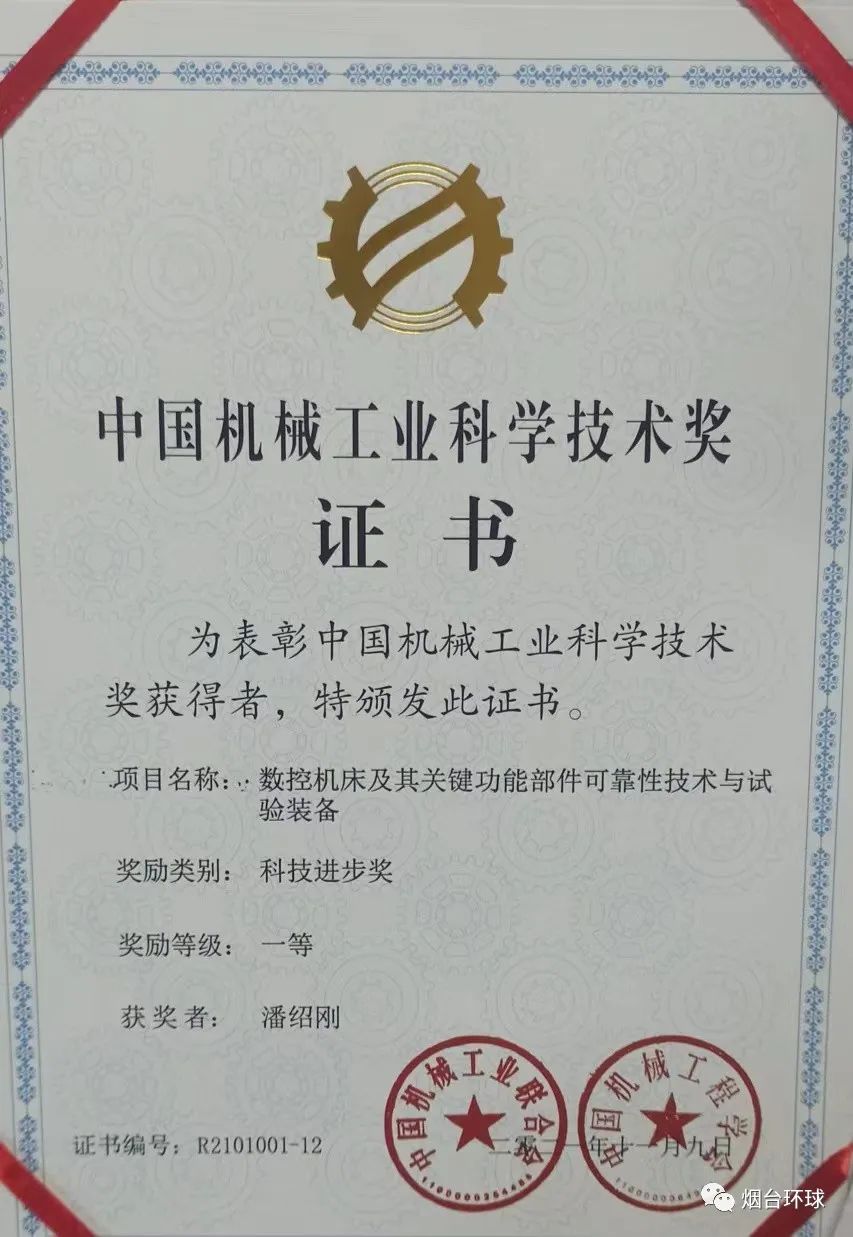 中国机械工业科学技术奖
证书
为表彰中国机械工业科学技术
奖获得者，特颁发此证书。
项目名称： 数控机床及其关键功能部件可靠性技术与试
验装备
奖励类别： 科技进步奖
奖励等级： 一等
获奖者： 潘绍刚
中国机械工业联合会
中国机械工程学会
证书编号：R2101001-12
二零二一年十一月九日
烟台环球